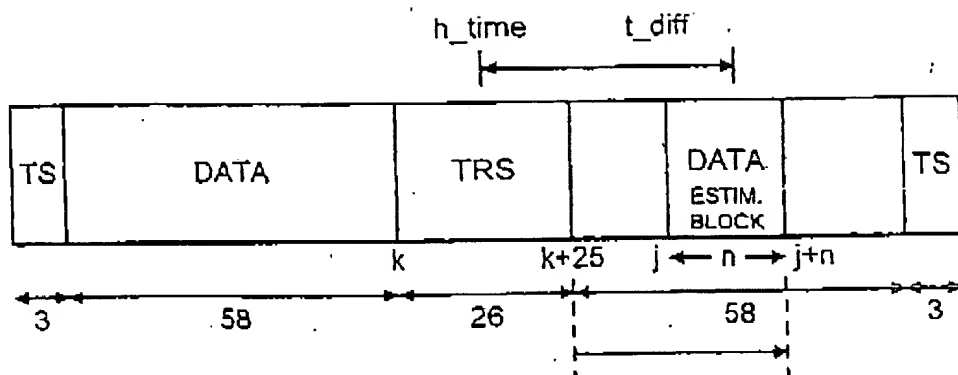 h_time t_diff
TS DATA TRS DATA TS
ESTIM.
BLOCK
k k+25 j n j+n
3 58 26 58 3